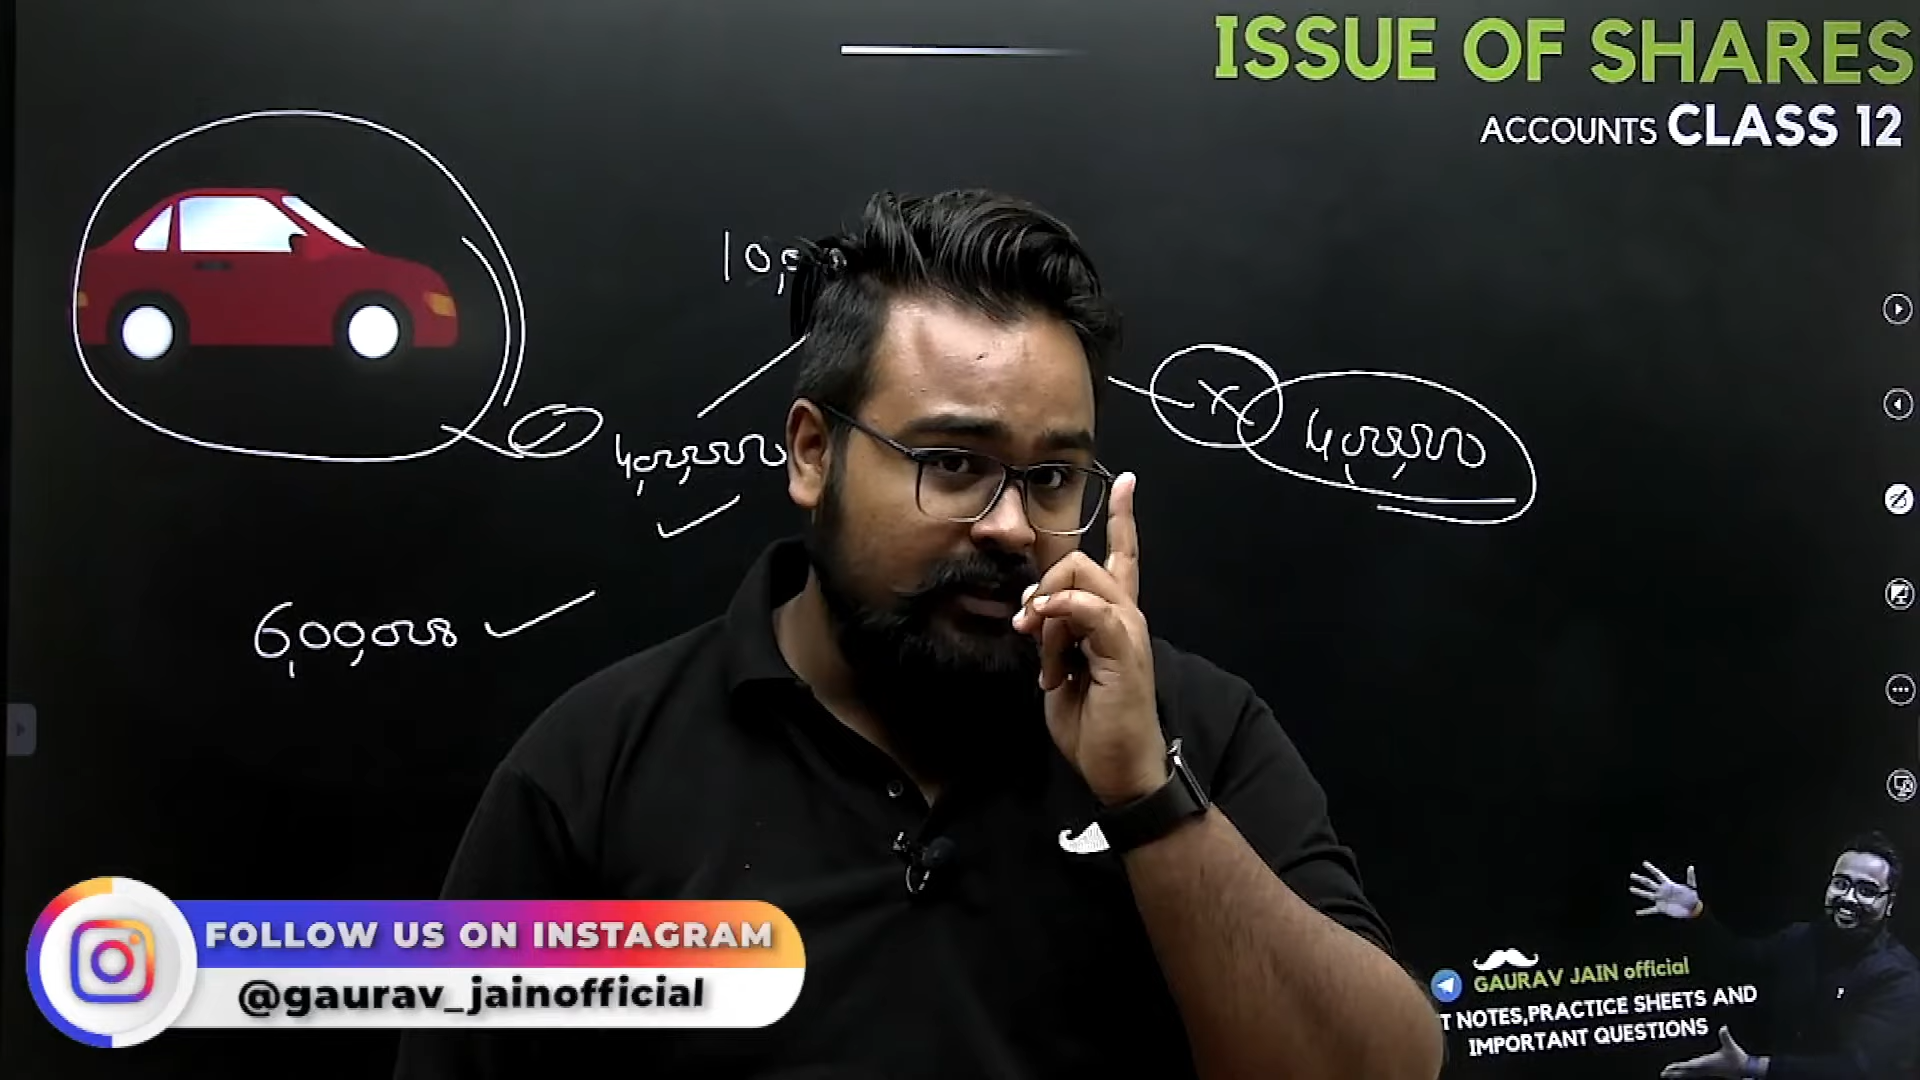 ISSUE OF SHARES
ACCOUNTS CLASS 12
4,00,000
4,00,000
6,00,000
FOLLOW US ON INSTAGRAM
@gaurav_jainofficial
GAURAV JAIN official
T NOTES,PRACTICE SHEETS AND
IMPORTANT QUESTIONS